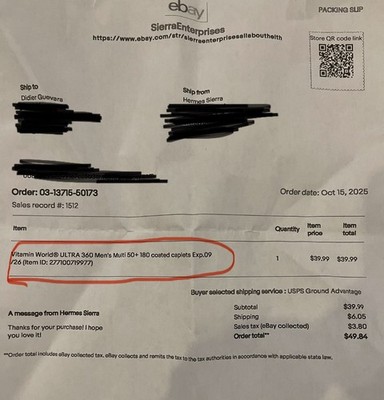 ebay
PACKING SLIP
SierraEnterprises
https://www.ebay.com/str/sierraenterprisesallabouthelth
Store QR code link
Ship to
Didier Guevara
Ship from
Hermes Sierra
Order: 03-13715-50173
Order date: Oct 15, 2025
Sales record #: 1512
Item
Quantity
Item price
Item total
Vitamin World® ULTRA 360 Men's Multi 50+ 180 coated caplets Exp.09
/26 (Item ID: 277100719977)
1
$39.99
$39.99
Buyer selected shipping service : USPS Ground Advantage
Subtotal $39.99
Shipping $6.05
Sales tax (eBay collected) $3.80
Order total** $49.84
A message from Hermes Sierra
Thanks for your purchase! I hope
you love it!
**Order total includes eBay collected tax. eBay collects and remits the tax to the tax authorities in accordance with applicable state law.